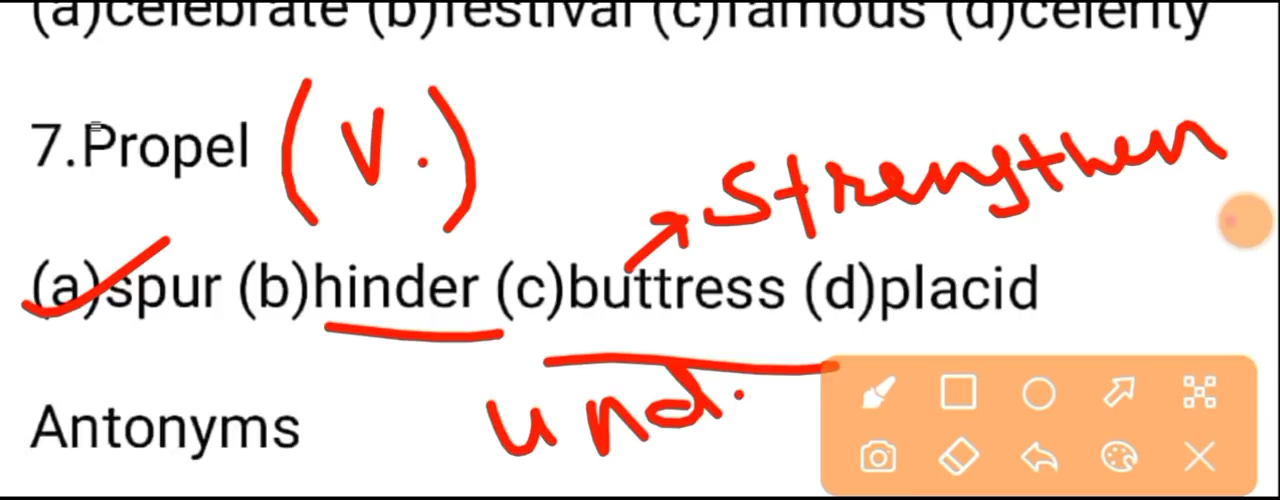 (a)celebrate (b)festival (c)famous (d)celerity
7.Propel (V.)
Strengthen
(a)spur (b)hinder (c)buttress (d)placid
und.
Antonyms